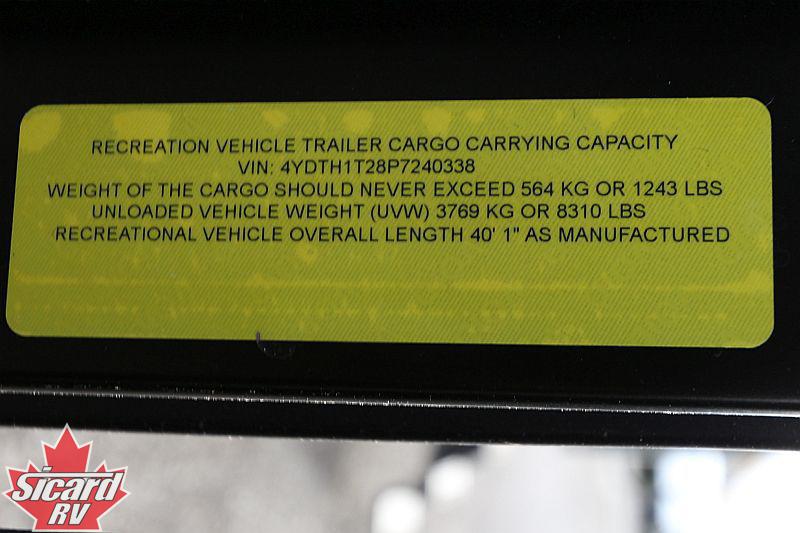 RECREATION VEHICLE TRAILER CARGO CARRYING CAPACITY
VIN: 4YDTH1T28P7240338
WEIGHT OF THE CARGO SHOULD NEVER EXCEED 564 KG OR 1243 LBS
UNLOADED VEHICLE WEIGHT (UVW) 3769 KG OR 8310 LBS
RECREATIONAL VEHICLE OVERALL LENGTH 40' 1" AS MANUFACTURED
Sicard
RV